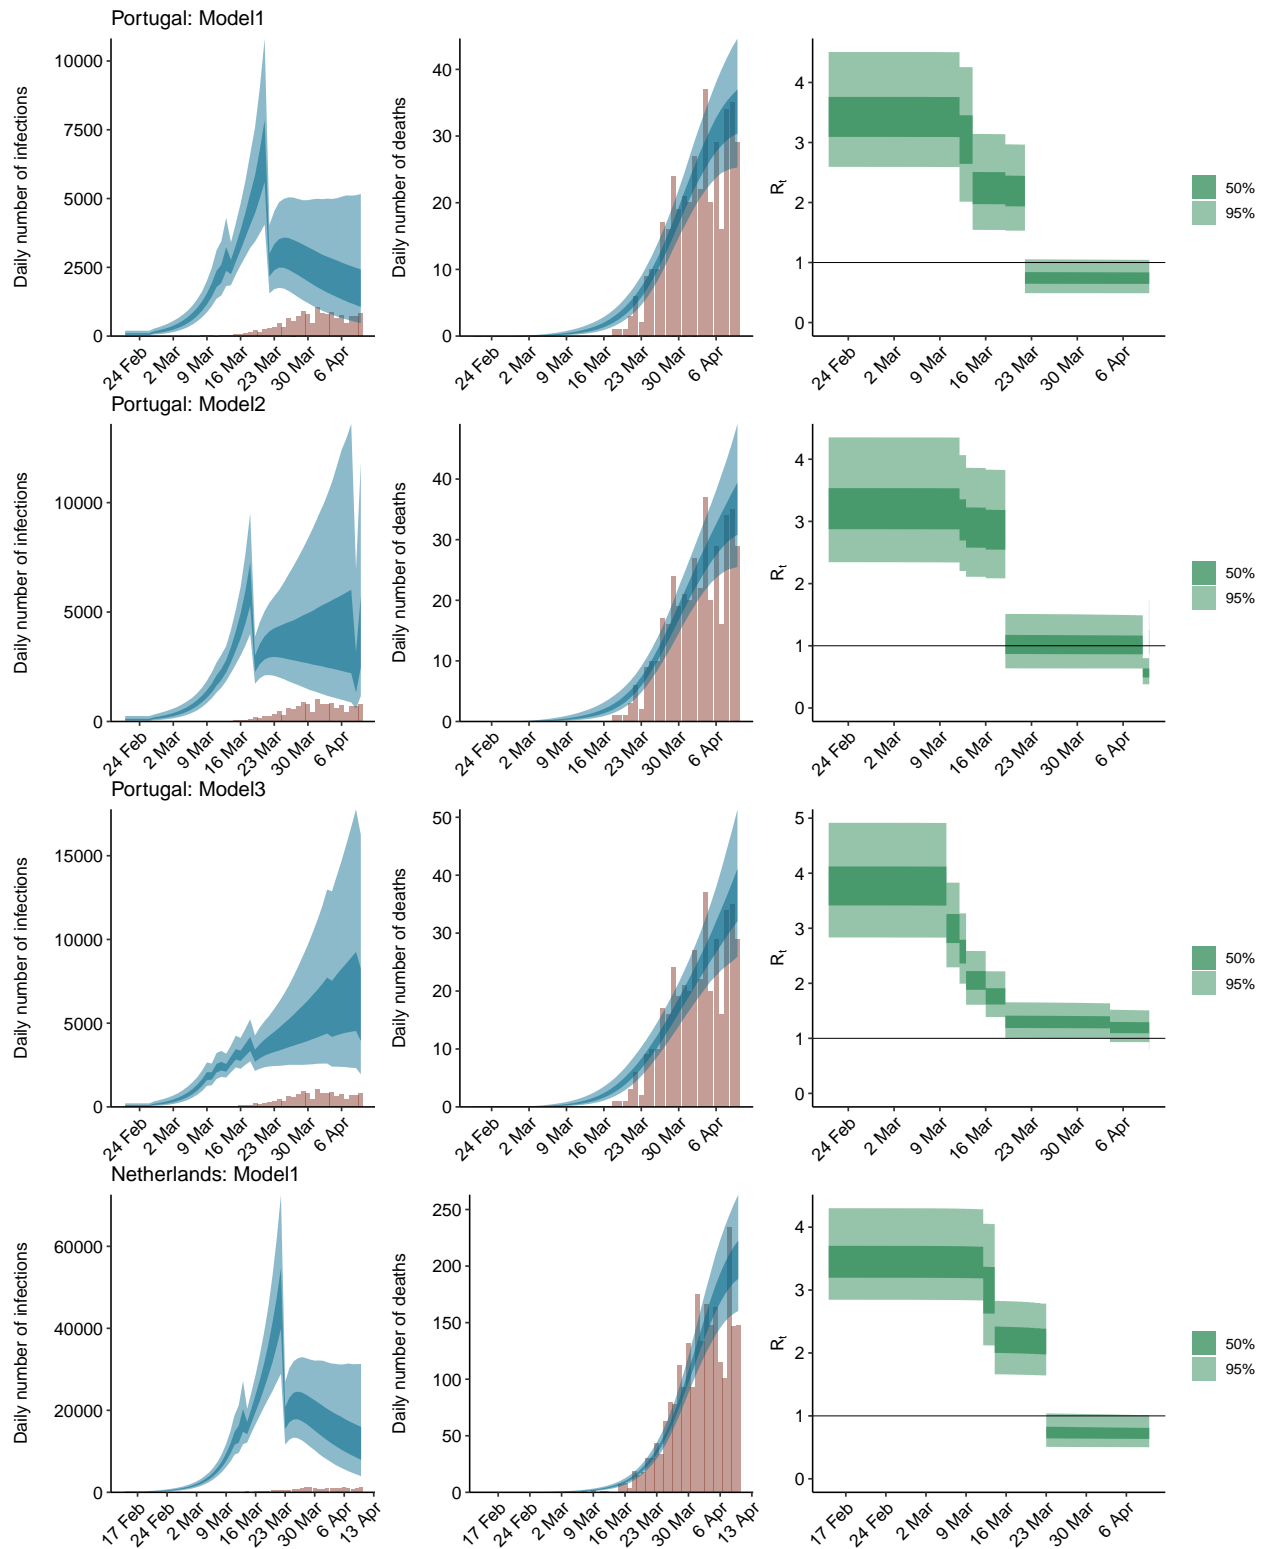 Portugal: Model1
Daily number of infections
0
2500
5000
7500
10000
24 Feb
2 Mar
9 Mar
16 Mar
23 Mar
30 Mar
6 Apr
Daily number of deaths
0
10
20
30
40
24 Feb
2 Mar
9 Mar
16 Mar
23 Mar
30 Mar
6 Apr
Rt
0
1
2
3
4
24 Feb
2 Mar
9 Mar
16 Mar
23 Mar
30 Mar
6 Apr
50%
95%
Portugal: Model2
Daily number of infections
0
5000
10000
24 Feb
2 Mar
9 Mar
16 Mar
23 Mar
30 Mar
6 Apr
Daily number of deaths
0
10
20
30
40
24 Feb
2 Mar
9 Mar
16 Mar
23 Mar
30 Mar
6 Apr
Rt
0
1
2
3
4
24 Feb
2 Mar
9 Mar
16 Mar
23 Mar
30 Mar
6 Apr
50%
95%
Portugal: Model3
Daily number of infections
0
5000
10000
15000
24 Feb
2 Mar
9 Mar
16 Mar
23 Mar
30 Mar
6 Apr
Daily number of deaths
0
10
20
30
40
50
24 Feb
2 Mar
9 Mar
16 Mar
23 Mar
30 Mar
6 Apr
Rt
0
1
2
3
4
5
24 Feb
2 Mar
9 Mar
16 Mar
23 Mar
30 Mar
6 Apr
50%
95%
Netherlands: Model1
Daily number of infections
0
20000
40000
60000
17 Feb
24 Feb
2 Mar
9 Mar
16 Mar
23 Mar
30 Mar
6 Apr
13 Apr
Daily number of deaths
0
50
100
150
200
250
17 Feb
24 Feb
2 Mar
9 Mar
16 Mar
23 Mar
30 Mar
6 Apr
13 Apr
Rt
0
1
2
3
4
17 Feb
24 Feb
2 Mar
9 Mar
16 Mar
23 Mar
30 Mar
6 Apr
50%
95%